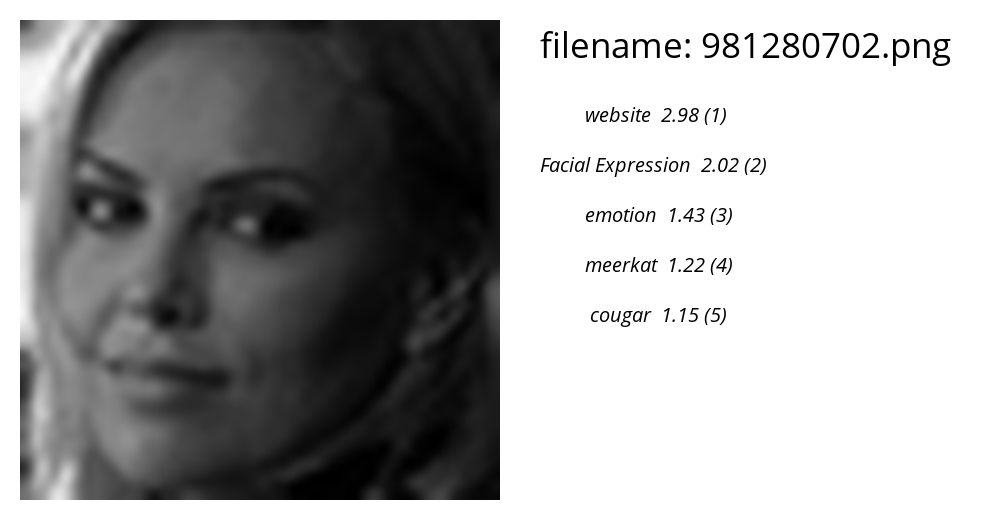 filename: 981280702.png
website 2.98 (1)
Facial Expression 2.02 (2)
emotion 1.43 (3)
meerkat 1.22 (4)
cougar 1.15 (5)